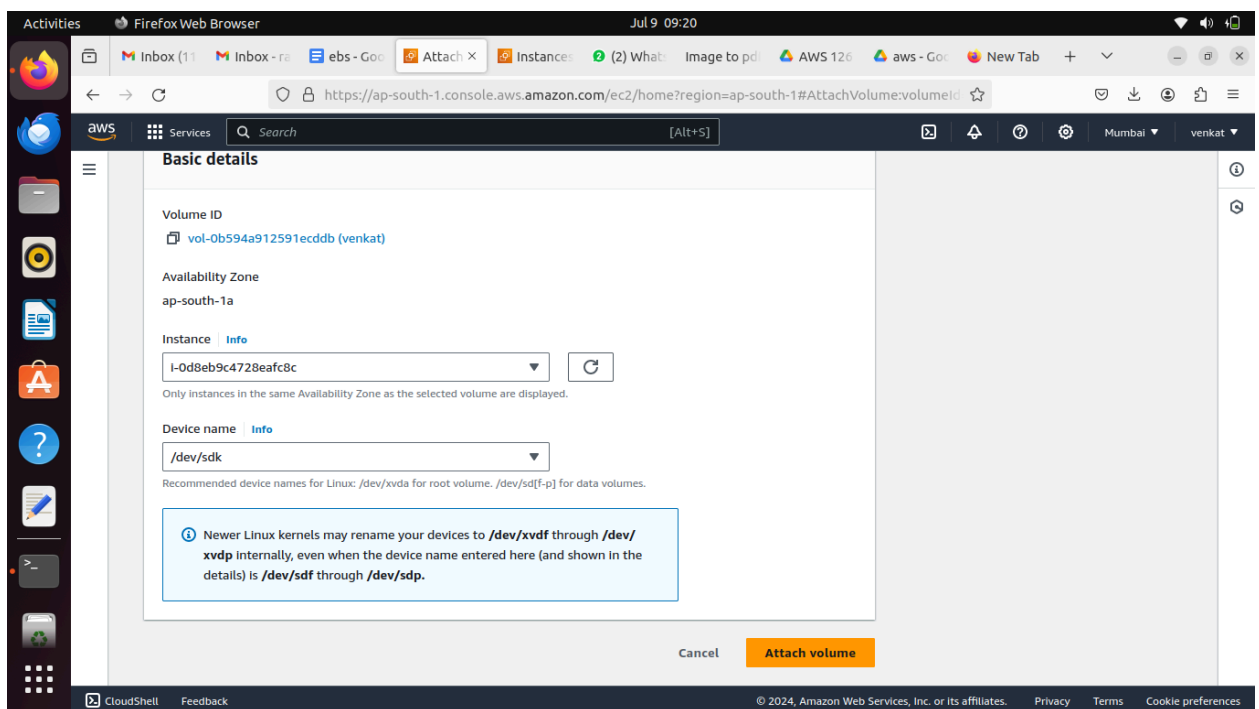 Activities Firefox Web Browser Jul 9 09:20
Inbox (11 Inbox - ra ebs - Goo Attach Instances 2 (2) Whats Image to pdf AWS 126 aws - Goo New Tab
https://ap-south-1.console.aws.amazon.com/ec2/home?region=ap-south-1#AttachVolume:volumeId
aws Services Search [Alt+S] Mumbai venkat
Basic details
Volume ID
vol-0b594a912591ecddb (venkat)
Availability Zone
ap-south-1a
Instance Info
i-0d8eb9c4728eafc8c
Only instances in the same Availability Zone as the selected volume are displayed.
Device name Info
/dev/sdk
Recommended device names for Linux: /dev/xvda for root volume. /dev/sd[f-p] for data volumes.
Newer Linux kernels may rename your devices to /dev/xvdf through /dev/
xvdp internally, even when the device name entered here (and shown in the
details) is /dev/sdf through /dev/sdp.
Cancel Attach volume
CloudShell Feedback © 2024, Amazon Web Services, Inc. or its affiliates. Privacy Terms Cookie preferences